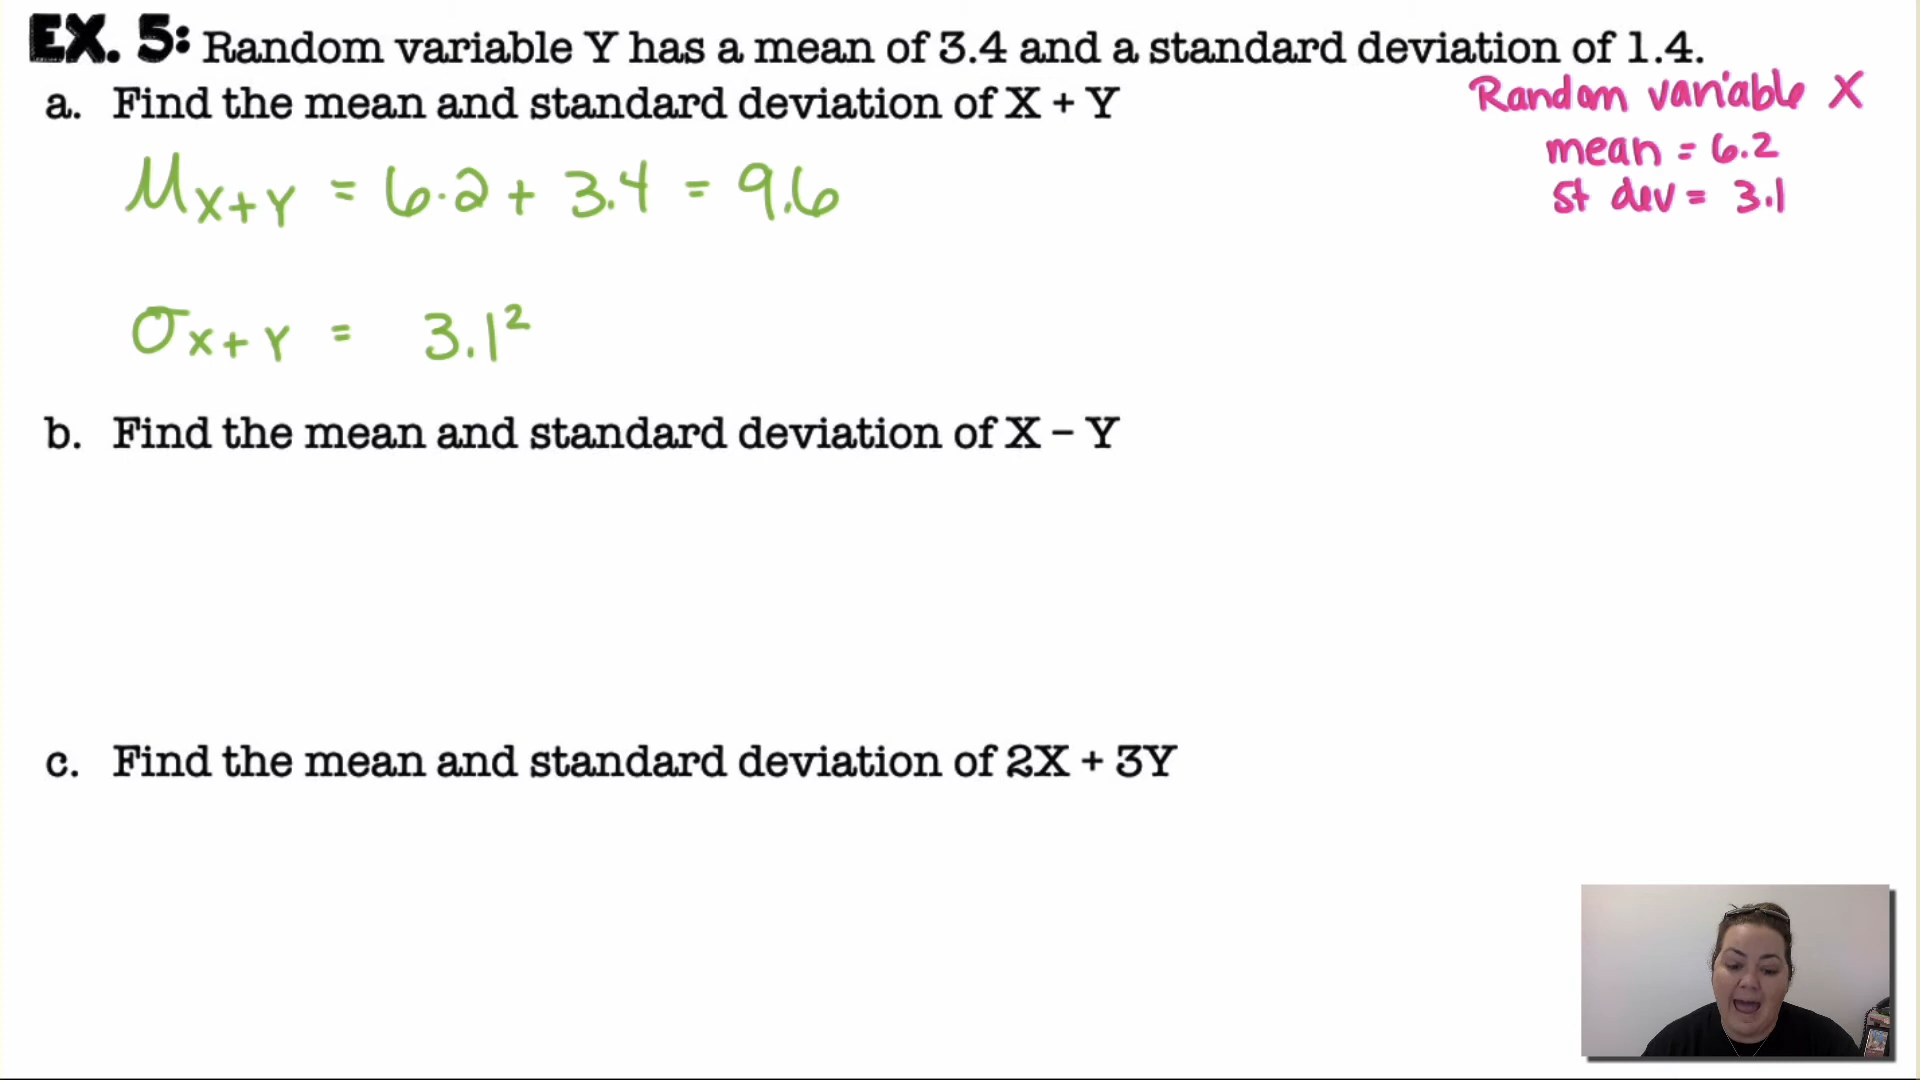 EX. 5: Random variable Y has a mean of 3.4 and a standard deviation of 1.4.
Random variable X
mean = 6.2
st dev = 3.1
a. Find the mean and standard deviation of X + Y
μX+Y = 6.2 + 3.4 = 9.6
σX+Y = 3.1²
b. Find the mean and standard deviation of X – Y
c. Find the mean and standard deviation of 2X + 3Y